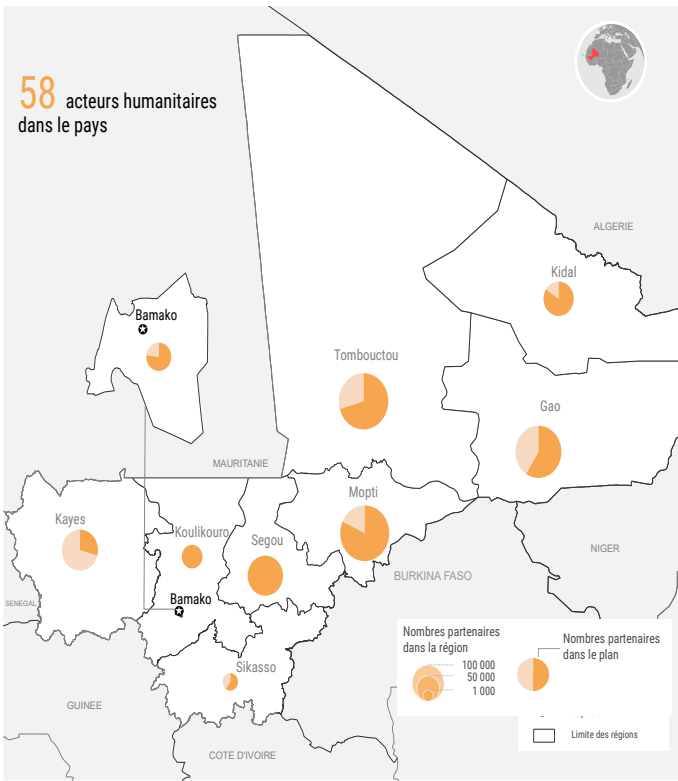 58 acteurs humanitaires
dans le pays
ALGERIE
Kidal
Bamako
Tombouctou
Gao
MAURITANIE
Mopti
Kayes
Koulikouro
Segou
NIGER
BURKINA FASO
SENEGAL
Bamako
Sikasso
GUINEE
COTE D'IVOIRE
Nombres partenaires
dans la région
100 000
50 000
1 000
Nombres partenaires
dans le plan
Limite des régions